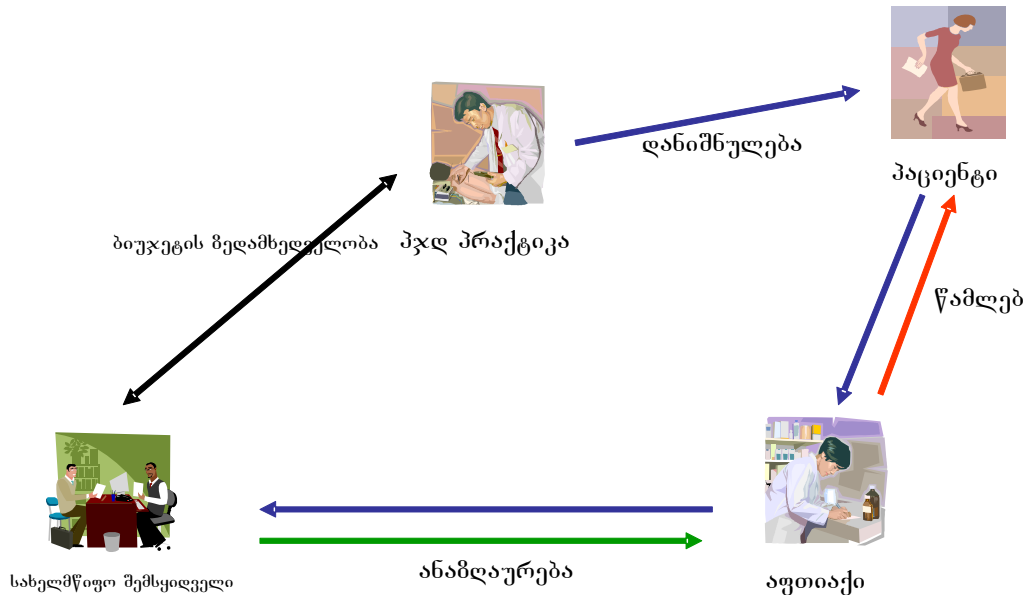 დანიშნულება
პაციენტი
ბიუჯეტის ზედამხედველობა
პჯდ პრაქტიკა
წამლებ
ანაზღაურება
სახელმწიფო შემსყიდველი
აფთიაქი